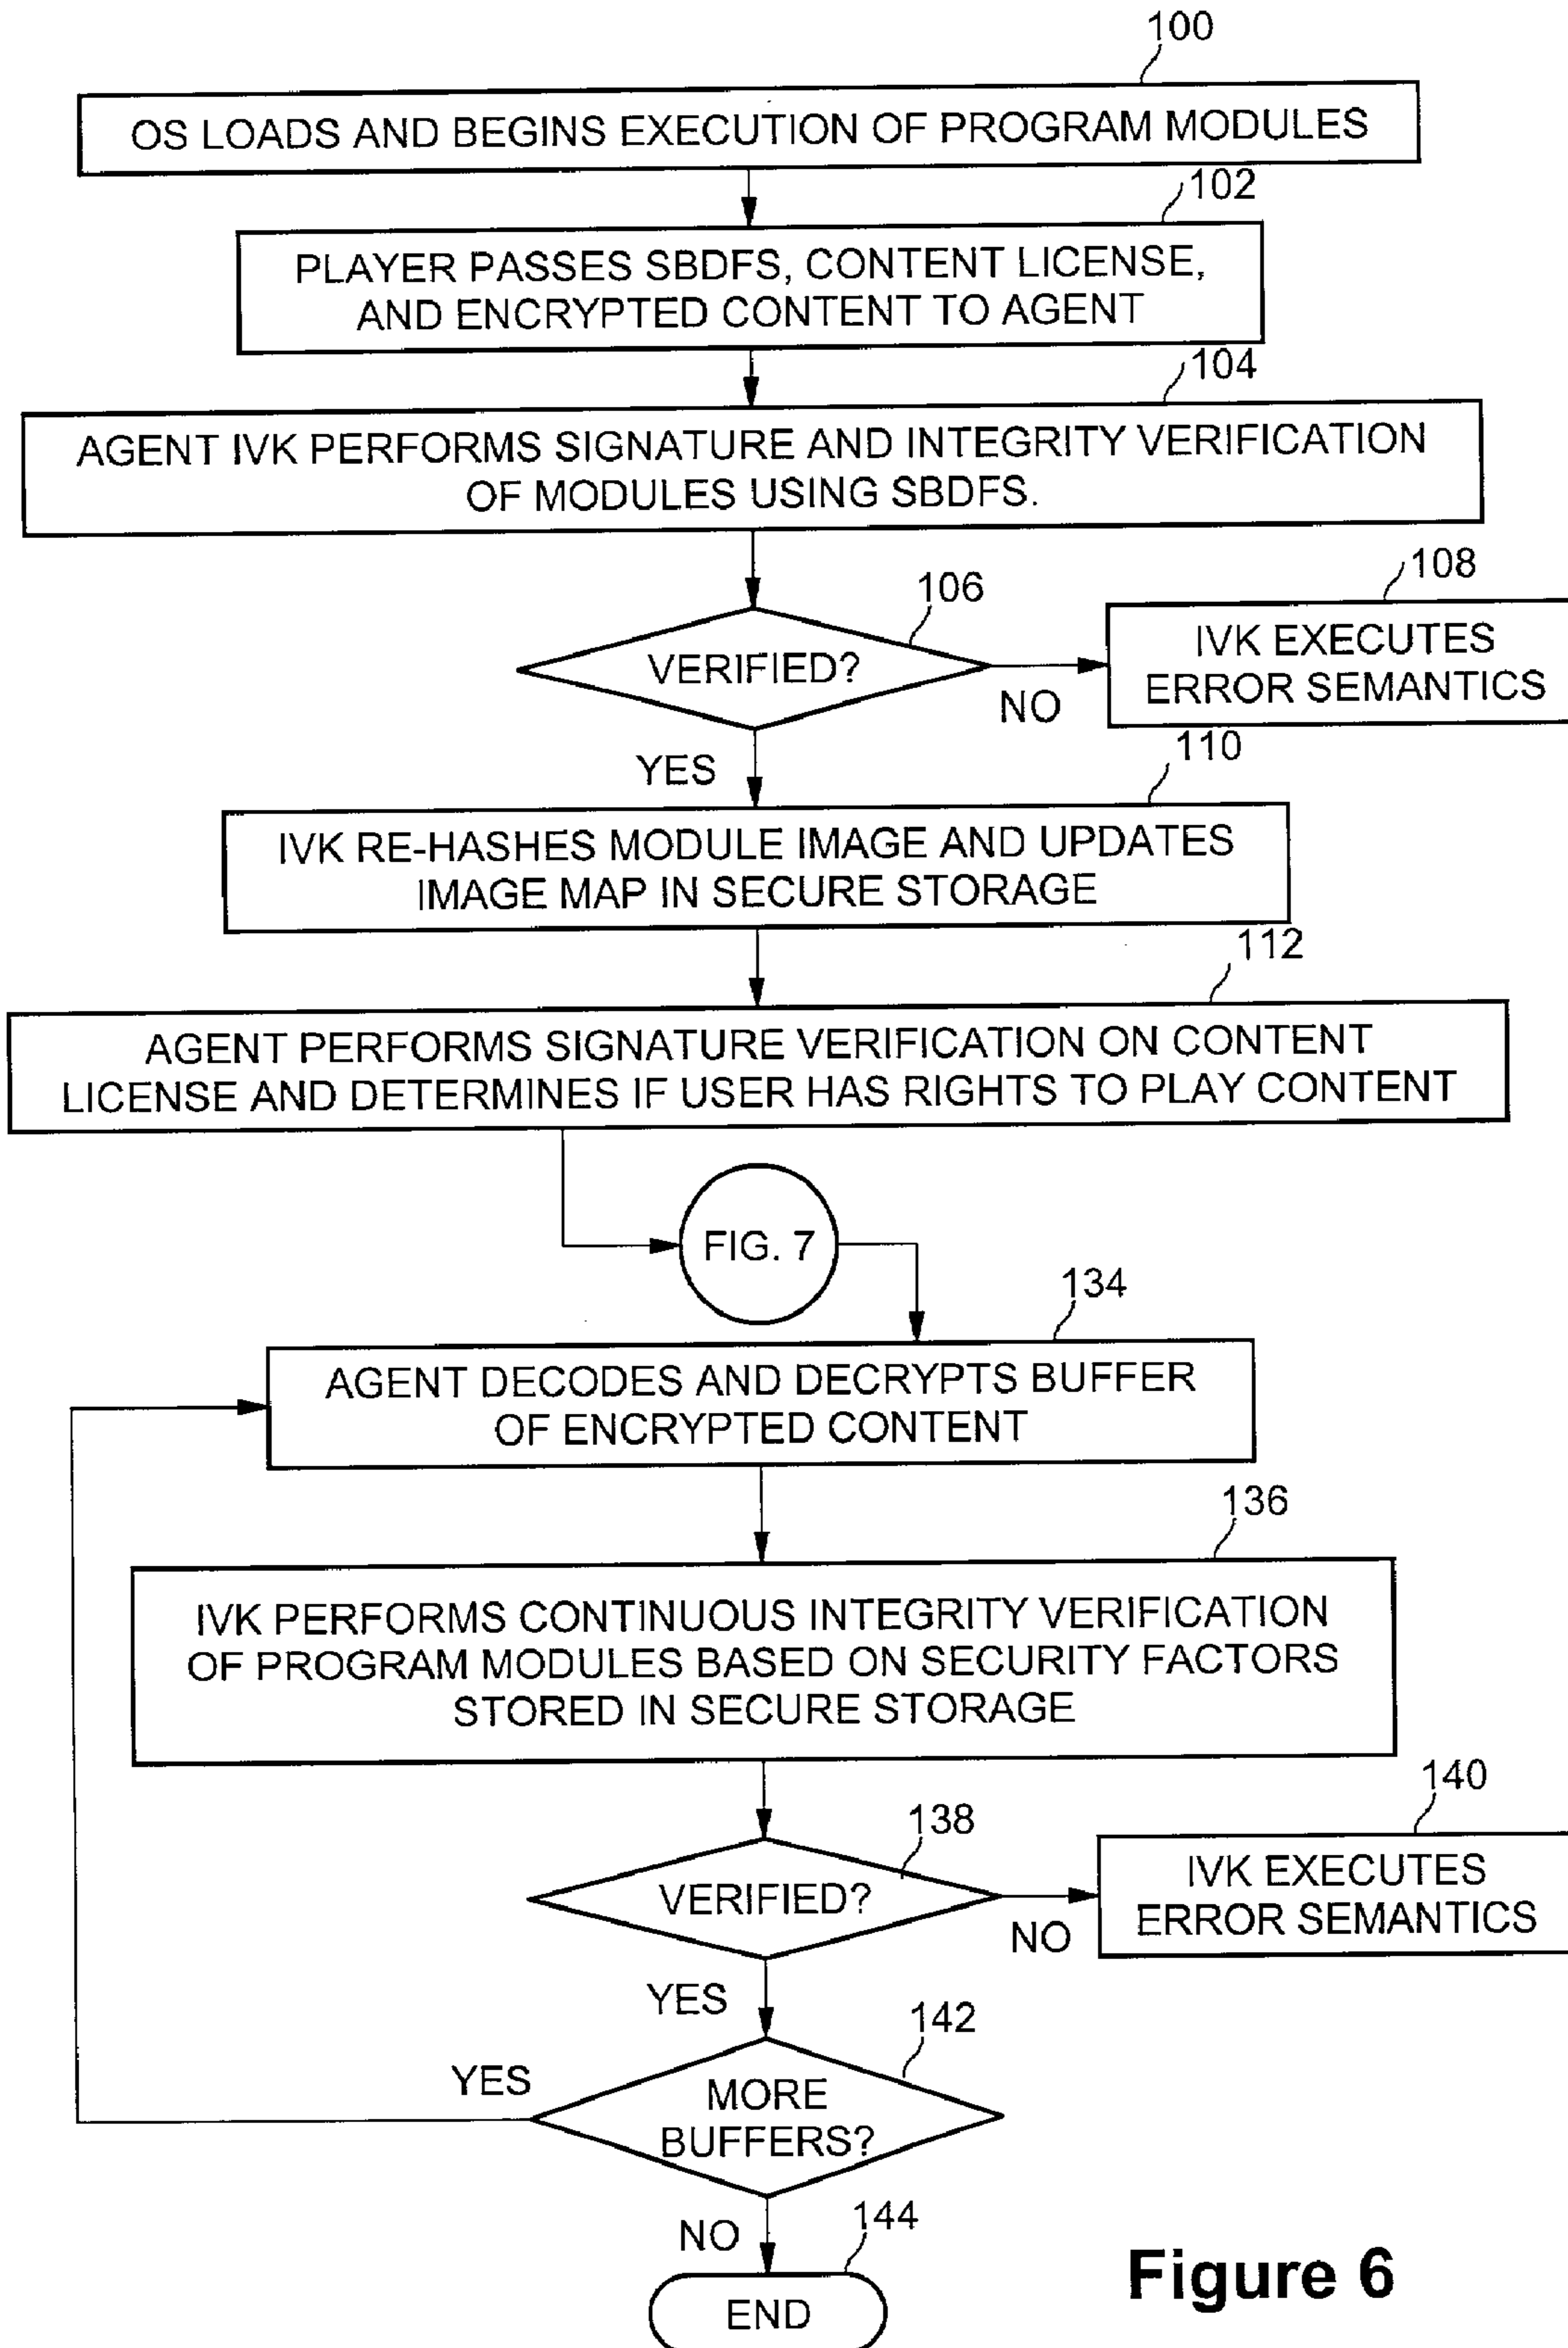 100
OS LOADS AND BEGINS EXECUTION OF PROGRAM MODULES
102
PLAYER PASSES SBDFS, CONTENT LICENSE,
AND ENCRYPTED CONTENT TO AGENT
104
AGENT IVK PERFORMS SIGNATURE AND INTEGRITY VERIFICATION
OF MODULES USING SBDFS.
106
VERIFIED?
NO
108
IVK EXECUTES
ERROR SEMANTICS
YES
110
IVK RE-HASHES MODULE IMAGE AND UPDATES
IMAGE MAP IN SECURE STORAGE
112
AGENT PERFORMS SIGNATURE VERIFICATION ON CONTENT
LICENSE AND DETERMINES IF USER HAS RIGHTS TO PLAY CONTENT
FIG. 7
134
AGENT DECODES AND DECRYPTS BUFFER
OF ENCRYPTED CONTENT
136
IVK PERFORMS CONTINUOUS INTEGRITY VERIFICATION
OF PROGRAM MODULES BASED ON SECURITY FACTORS
STORED IN SECURE STORAGE
138
VERIFIED?
NO
140
IVK EXECUTES
ERROR SEMANTICS
YES
142
MORE
BUFFERS?
YES
NO
144
END
Figure 6